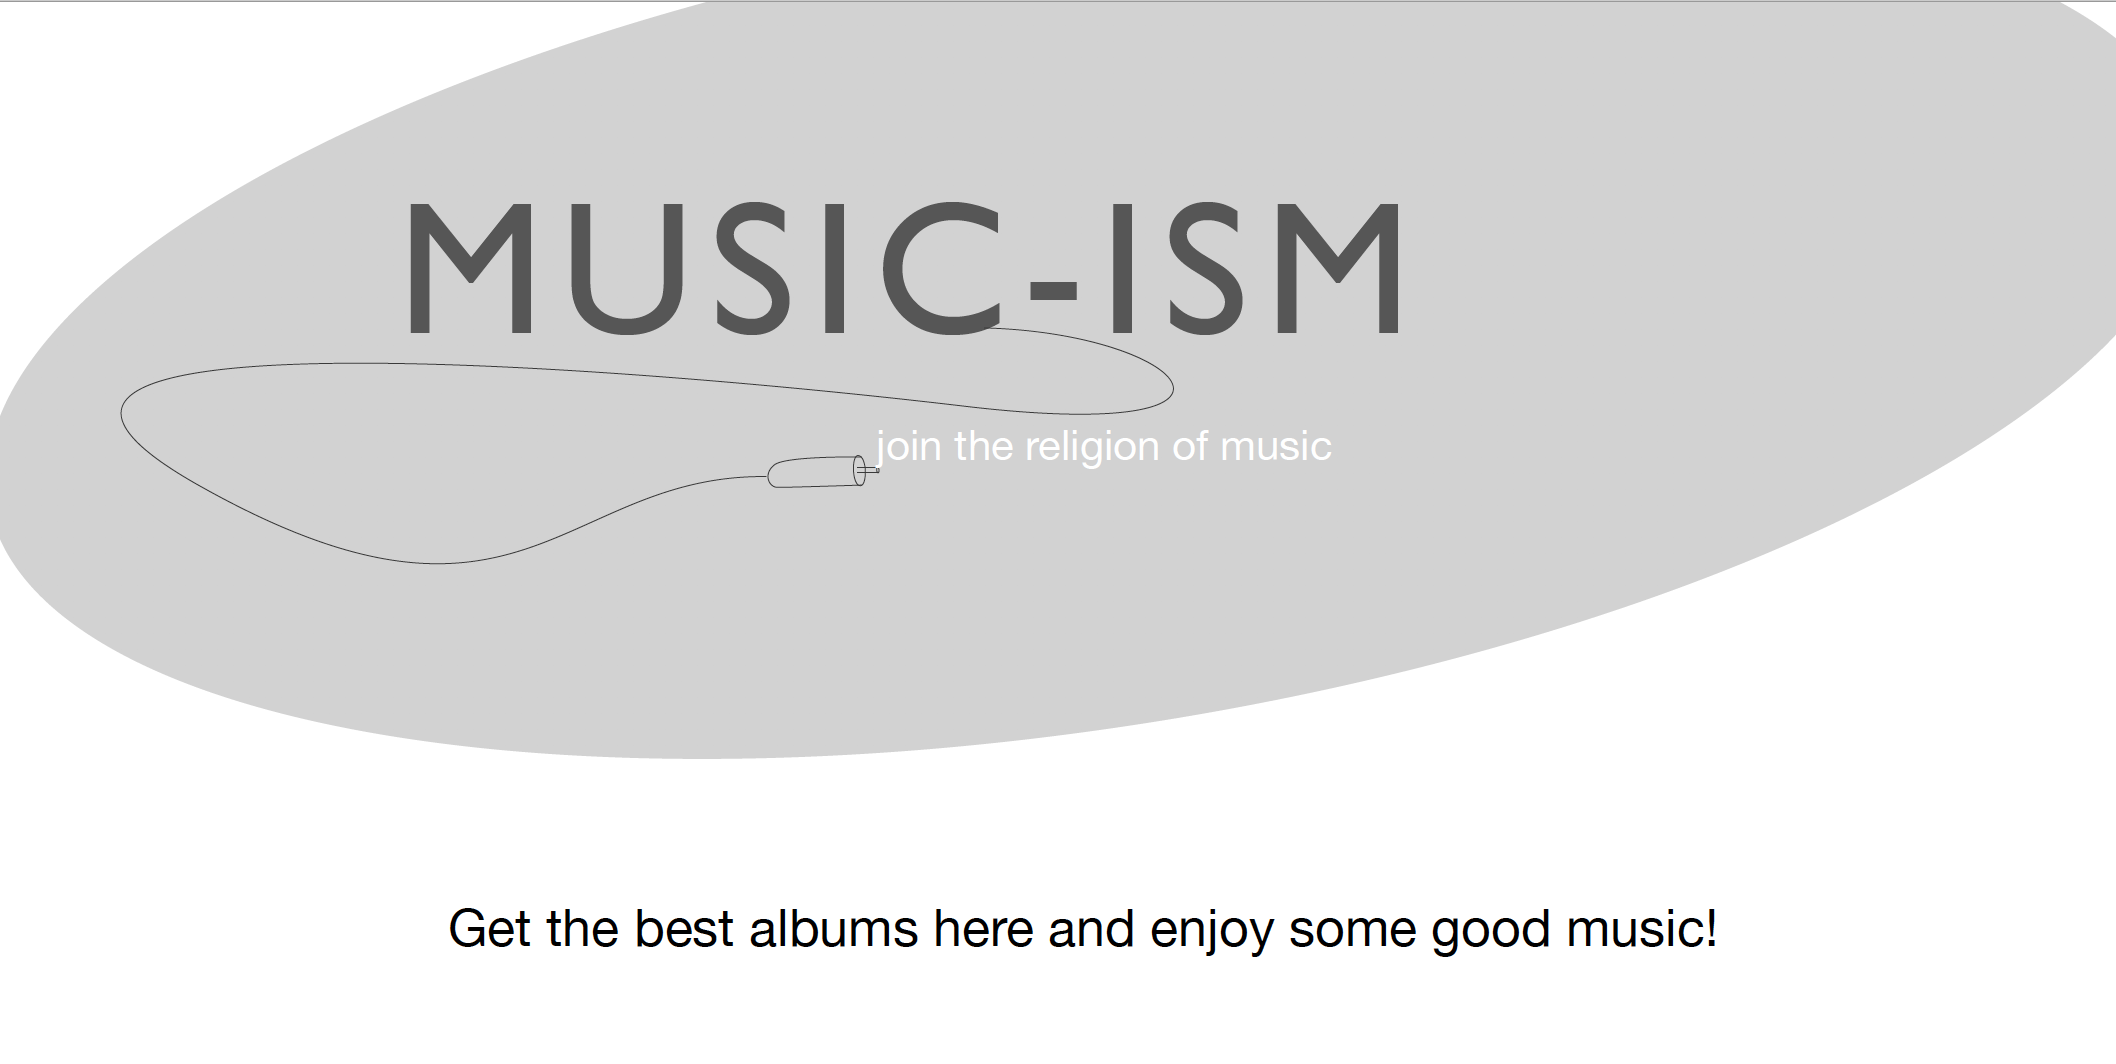 MUSIC-ISM
join the religion of music
Get the best albums here and enjoy some good music!